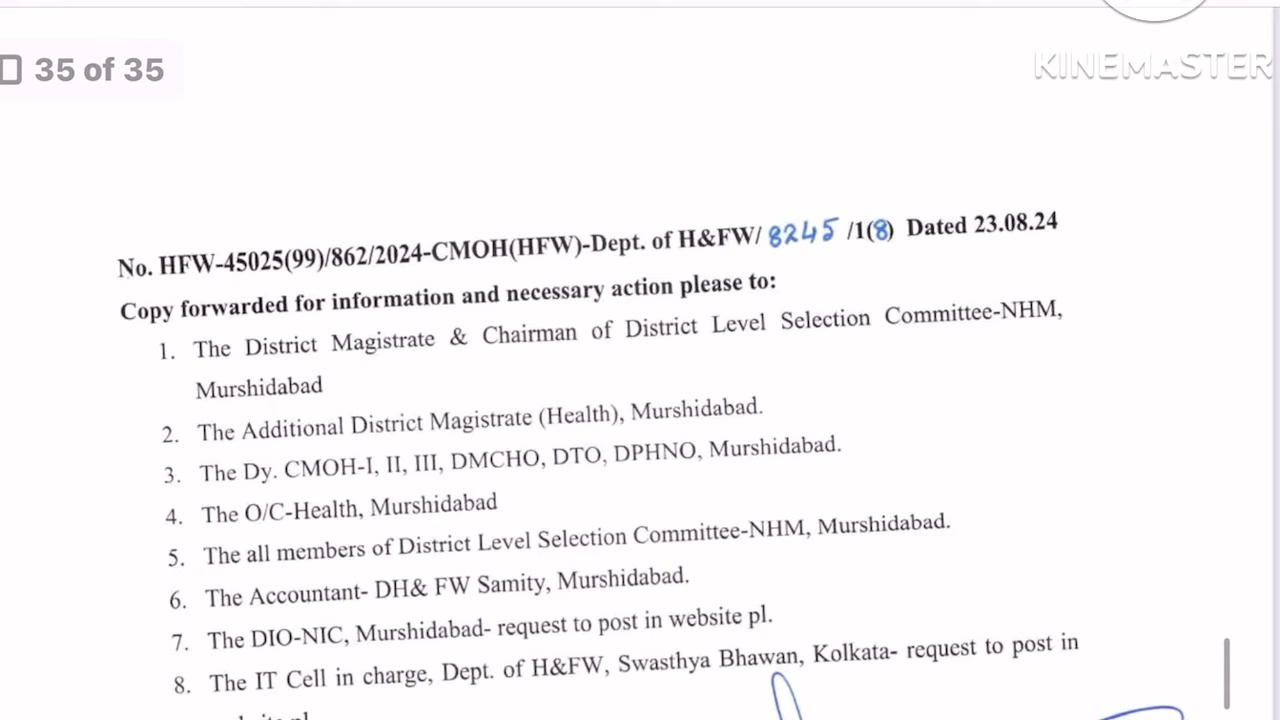 35 of 35
KINEMASTER
No. HFW-45025(99)/862/2024-CMOH(HFW)-Dept. of H&FW/ 8245 /1(8) Dated 23.08.24
Copy forwarded for information and necessary action please to:
1. The District Magistrate & Chairman of District Level Selection Committee-NHM,
Murshidabad
2. The Additional District Magistrate (Health), Murshidabad.
3. The Dy. CMOH-I, II, III, DMCHO, DTO, DPHNO, Murshidabad.
4. The O/C-Health, Murshidabad
5. The all members of District Level Selection Committee-NHM, Murshidabad.
6. The Accountant- DH& FW Samity, Murshidabad.
7. The DIO-NIC, Murshidabad- request to post in website pl.
8. The IT Cell in charge, Dept. of H&FW, Swasthya Bhawan, Kolkata- request to post in